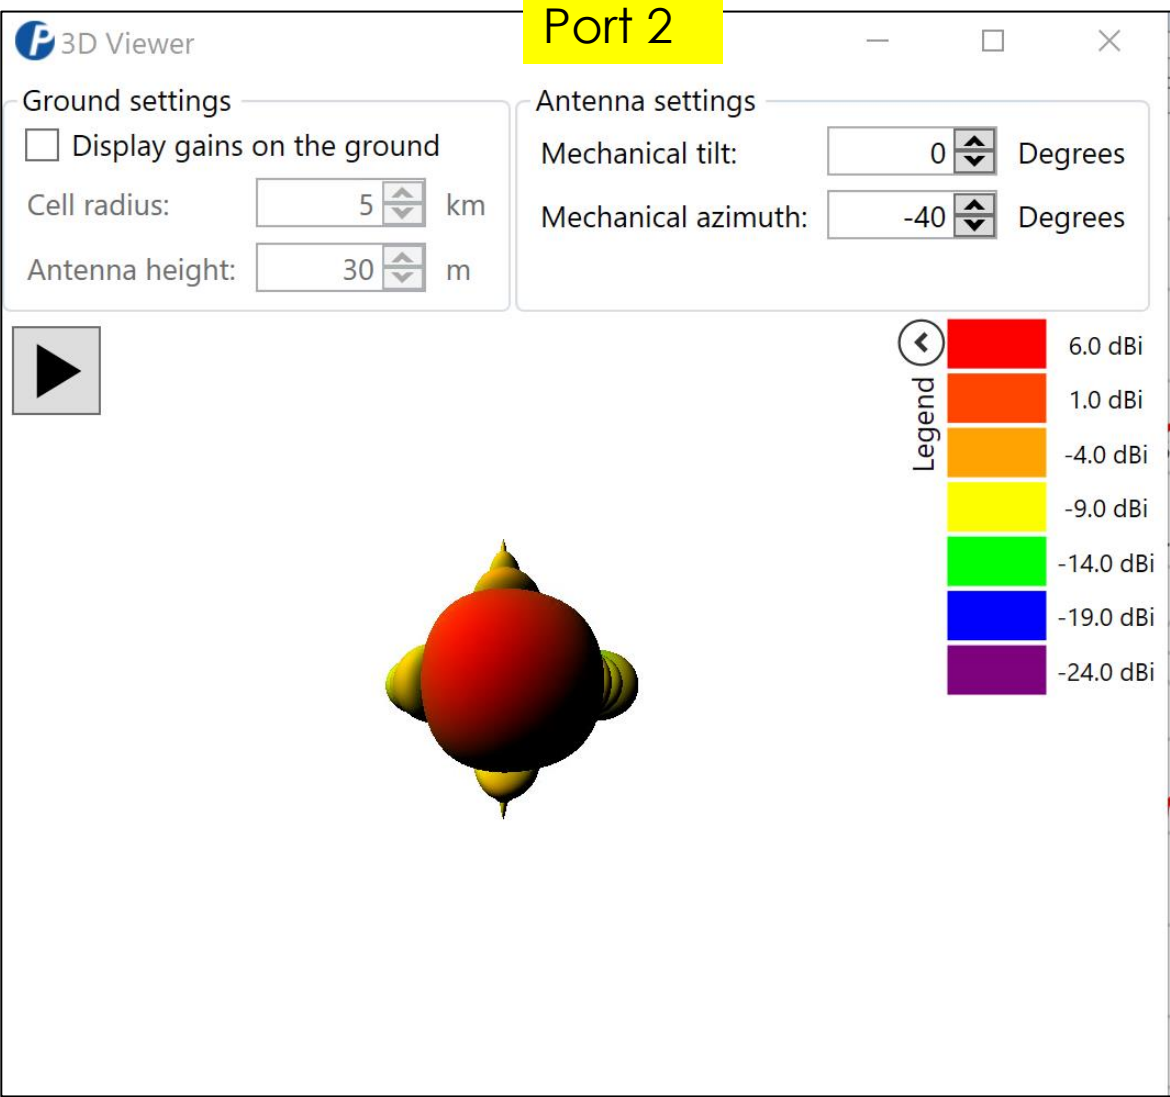 Port 2
P 3D Viewer
Ground settings
Display gains on the ground
Cell radius: 5 km
Antenna height: 30 m
Antenna settings
Mechanical tilt: 0 Degrees
Mechanical azimuth: -40 Degrees
Legend
6.0 dBi
1.0 dBi
-4.0 dBi
-9.0 dBi
-14.0 dBi
-19.0 dBi
-24.0 dBi